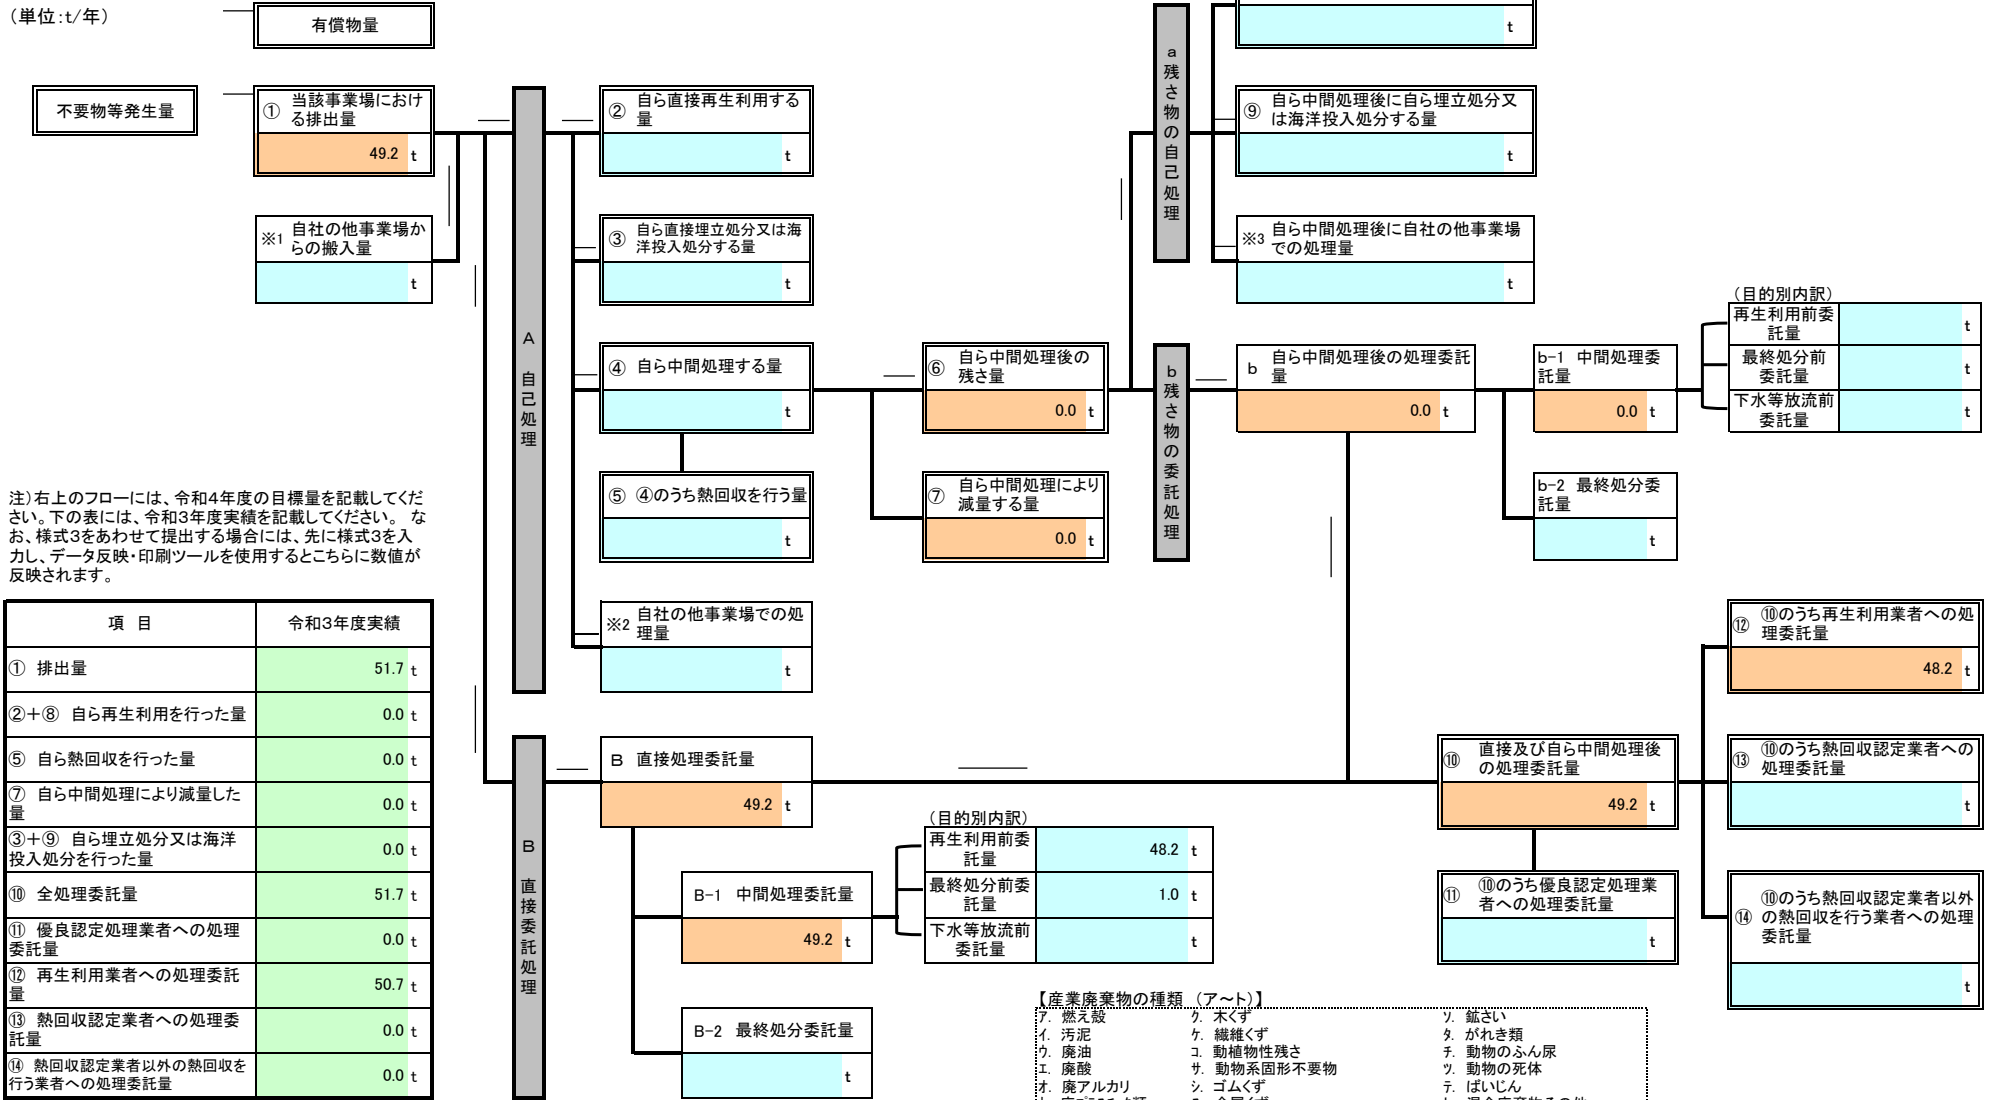 （単位:t/年）
有償物量
t
不要物等発生量
① 当該事業場におけ
る排出量
49.2 t
※1 自社の他事業場か
らの搬入量
t
A 自己処理
② 自ら直接再生利用する
量
t
③ 自ら直接埋立処分又は海
洋投入処分する量
t
④ 自ら中間処理する量
t
⑤ ④のうち熱回収を行う量
t
※2 自社の他事業場での処
理量
t
⑥ 自ら中間処理後の
残さ量
0.0 t
⑦ 自ら中間処理により
減量する量
0.0 t
a 残さ物の自己処理
⑨ 自ら中間処理後に自ら埋立処分又
は海洋投入処分する量
t
※3 自ら中間処理後に自社の他事業場
での処理量
t
b 残さ物の委託処理
b 自ら中間処理後の処理委託
量
0.0 t
b-1 中間処理委
託量
0.0 t
b-2 最終処分委
託量
t
（目的別内訳）
再生利用前委
託量 t
最終処分前
委託量 t
下水等放流前
委託量 t
注）右上のフローには、令和4年度の目標量を記載してくだ
さい。下の表には、令和3年度実績を記載してください。 な
お、様式3をあわせて提出する場合には、先に様式3を入
力し、データ反映・印刷ツールを使用するとこちらに数値が
反映されます。
項 目 令和3年度実績
① 排出量 51.7 t
②＋⑧ 自ら再生利用を行った量 0.0 t
⑤ 自ら熱回収を行った量 0.0 t
⑦ 自ら中間処理により減量した
量 0.0 t
③＋⑨ 自ら埋立処分又は海洋
投入処分を行った量 0.0 t
⑩ 全処理委託量 51.7 t
⑪ 優良認定処理業者への処理
委託量 0.0 t
⑫ 再生利用業者への処理委託
量 50.7 t
⑬ 熱回収認定業者への処理委
託量 0.0 t
⑭ 熱回収認定業者以外の熱回収を
行う業者への処理委託量 0.0 t
B 直接委託処理
B 直接処理委託量
49.2 t
B-1 中間処理委託量
49.2 t
B-2 最終処分委託量
t
（目的別内訳）
再生利用前委
託量 48.2 t
最終処分前委
託量 1.0 t
下水等放流前
委託量 t
⑩ 直接及び自ら中間処理後
の処理委託量
49.2 t
⑪ ⑩のうち優良認定処理業
者への処理委託量
t
⑫ ⑩のうち再生利用業者への処
理委託量
48.2 t
⑬ ⑩のうち熱回収認定業者への
処理委託量
t
⑭ ⑩のうち熱回収認定業者以外
の熱回収を行う業者への処理
委託量
t
【産業廃棄物の種類 （ア～ト）】
ア. 燃え殻 ク. 木くず ソ. 鉱さい
イ. 汚泥 ケ. 繊維くず タ. がれき類
ウ. 廃油 コ. 動植物性残さ チ. 動物のふん尿
エ. 廃酸 サ. 動物系固形不要物 ツ. 動物の死体
オ. 廃アルカリ シ. ゴムくず テ. ばいじん